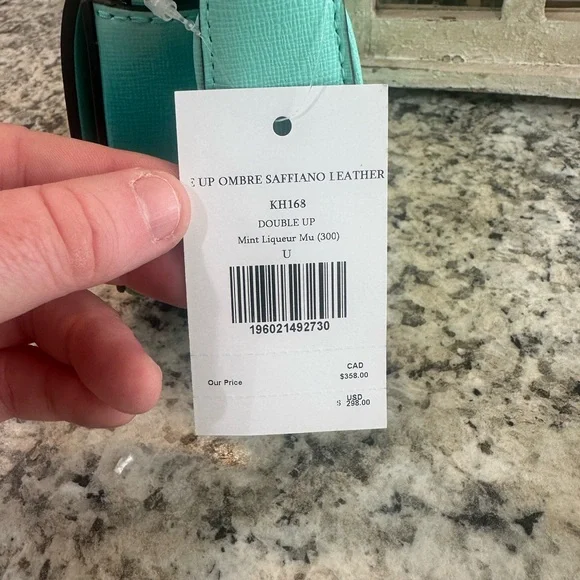 E UP OMBRE SAFFIANO LEATHER
KH168
DOUBLE UP
Mint Liqueur Mu (300)
U
196021492730
CAD
Our Price $358.00
USD
$ 298.00